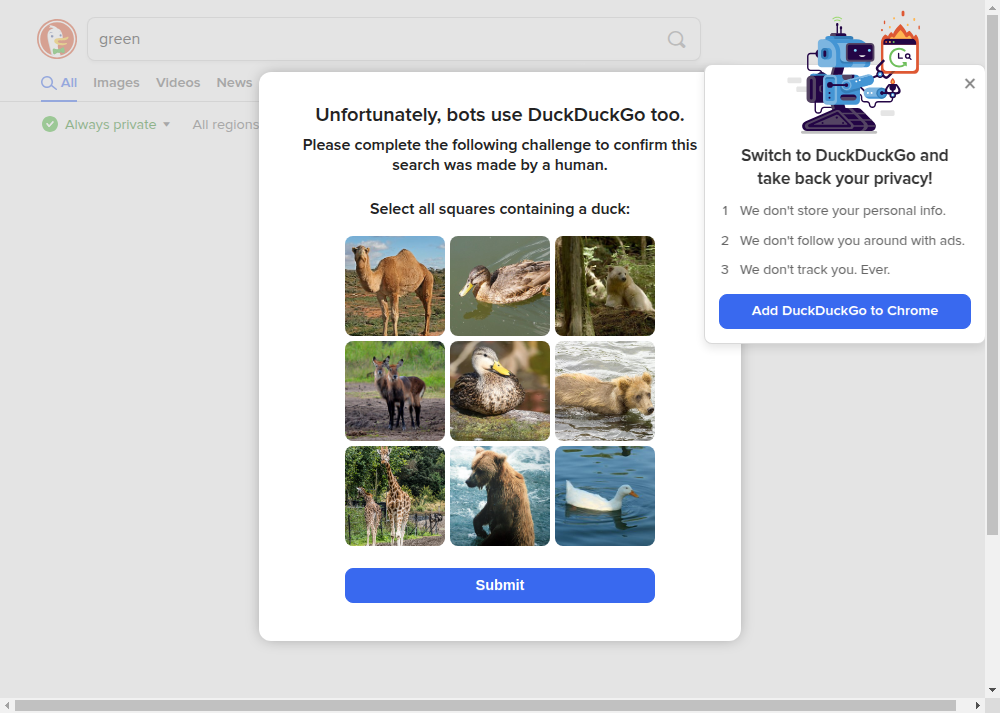 green
All Images Videos News
Always private All regions
Unfortunately, bots use DuckDuckGo too.
Please complete the following challenge to confirm this
search was made by a human.
Select all squares containing a duck:
Submit
Switch to DuckDuckGo and
take back your privacy!
1 We don't store your personal info.
2 We don't follow you around with ads.
3 We don't track you. Ever.
Add DuckDuckGo to Chrome